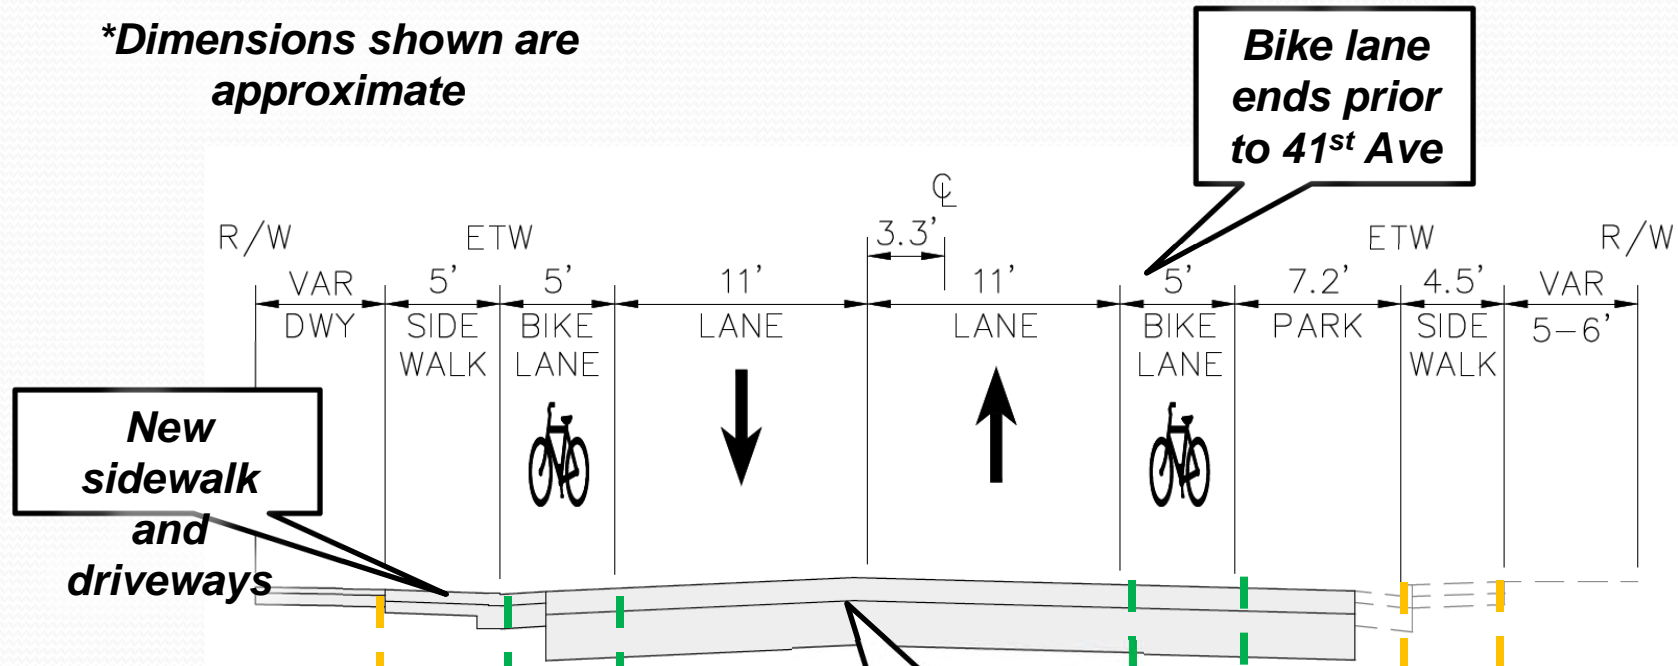 *Dimensions shown are
approximate
Bike lane
ends prior
to 41st Ave
℄
R/W ETW 3.3' ETW R/W
VAR 5' 5' 11' 11' 5' 7.2' 4.5' VAR
DWY SIDE BIKE LANE LANE BIKE PARK SIDE 5-6'
WALK LANE LANE WALK
New
sidewalk
and
driveways